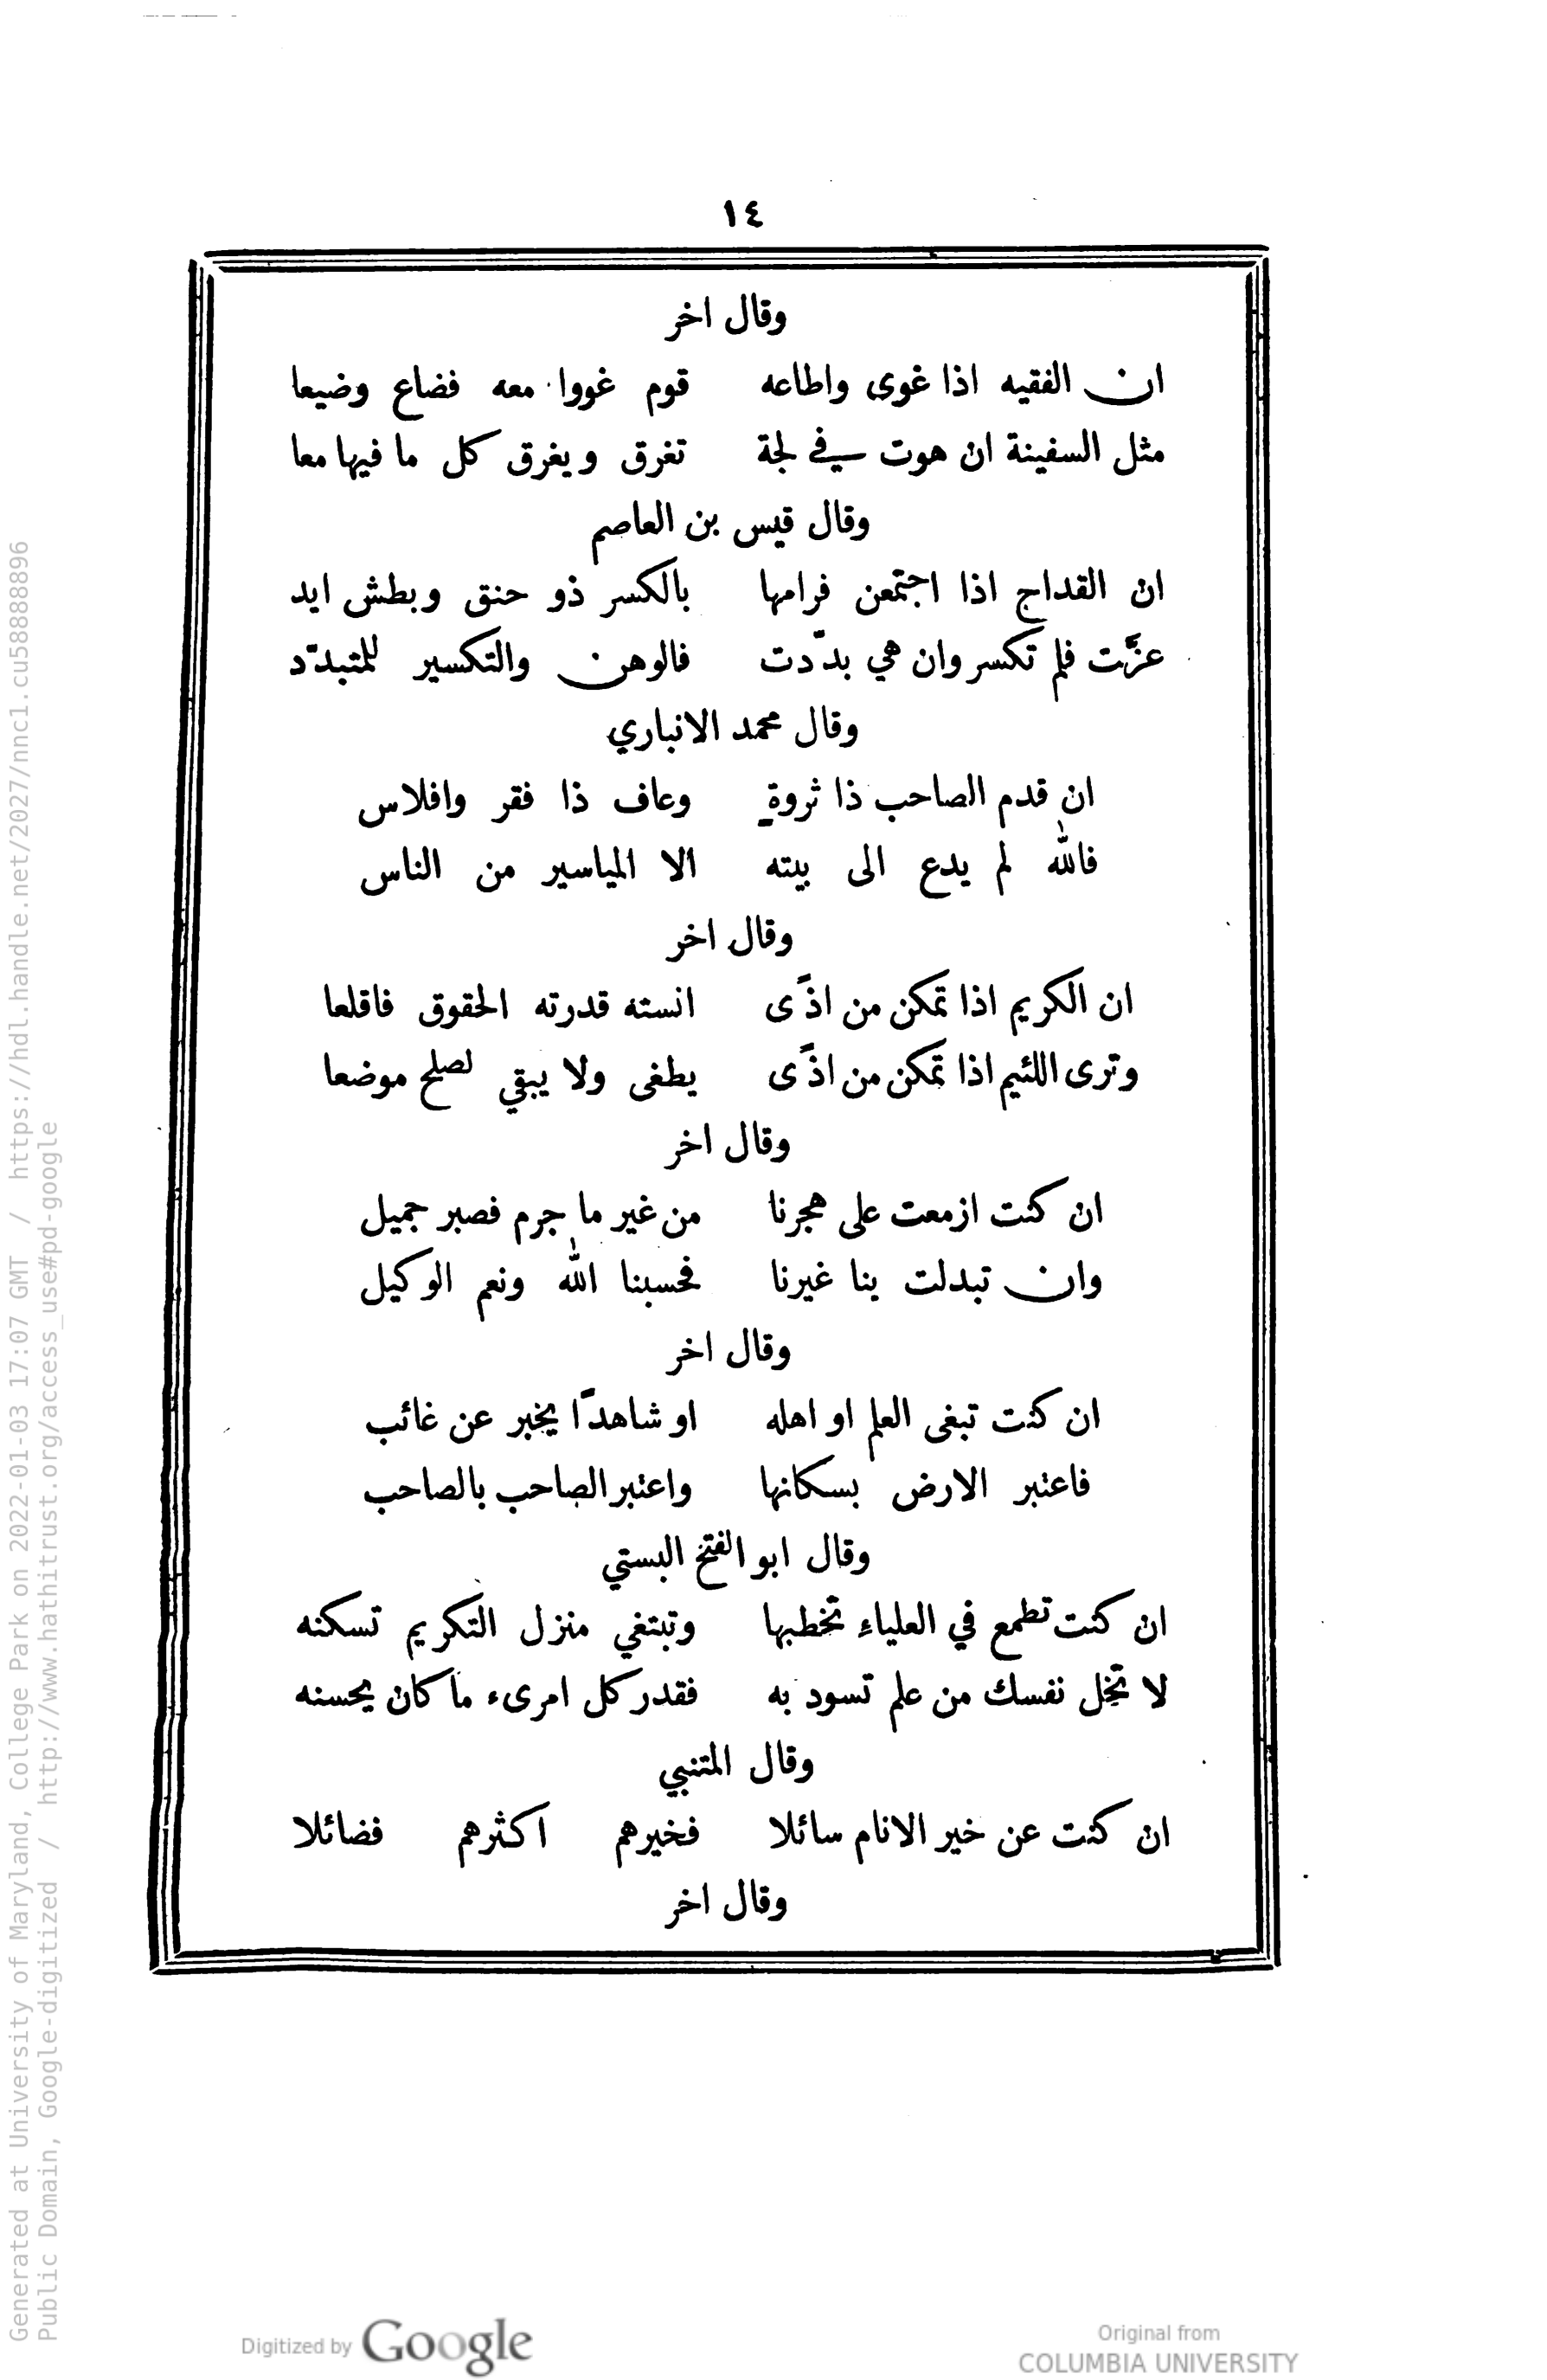 ١٤
وقال اخر
ان الفقيه اذا غوى واطاعه قوم غووا معه فضاع وضيعا
مثل السفينة ان هوت في لجة تغرق ويغرق كل ما فيها معا
وقال قيس بن العاصم
ان القداح اذا اجتمعن فرامها بالكسر ذو حنق وبطش ايد
عزَّت فلم تكسر وان هي بدّدت فالوهن والتكسير للمتبدّد
وقال محمد الانباري
ان قدم الصاحب ذا ثروةٍ وعاف ذا فقر وافلاس
فالله لم يدع الى بيته الا المياسير من الناس
وقال اخر
ان الكريم اذا تمكن من اذًى انسته قدرته الحقوق فاقلعا
وترى اللئيم اذا تمكن من اذًى يطغى ولا يبقي لصلح موضعا
وقال اخر
ان كنت ازمعت على هجرنا من غير ما جرم فصبر جميل
وان تبدلت بنا غيرنا فحسبنا الله ونعم الوكيل
وقال اخر
ان كنت تبغى العلم او اهله او شاهدًا يخبر عن غائب
فاعتبر الارض بسكانها واعتبر الصاحب بالصاحب
وقال ابو الفتح البستي
ان كنت تطمع في العلياء تخطبها وتبتغي منزل التكريم تسكنه
لا تخل نفسك من علم تسود به فقدر كل امرىء ما كان يحسنه
وقال المتنبي
ان كنت عن خير الانام سائلا فخيرهم اكثرهم فضائلا
وقال اخر
Generated at University of Maryland, College Park on 2022-01-03 17:07 GMT / https://hdl.handle.net/2027/nnc1.cu58888896
Public Domain, Google-digitized / http://www.hathitrust.org/access_use#pd-google
Digitized by Google
Original from
COLUMBIA UNIVERSITY